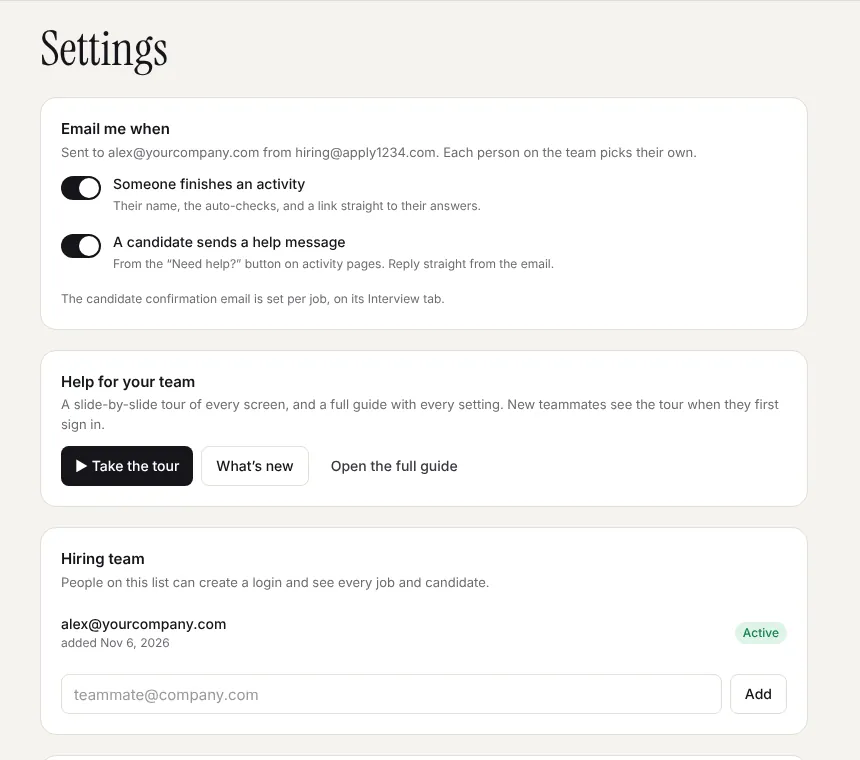 Settings
Email me when
Sent to alex@yourcompany.com from hiring@apply1234.com. Each person on the team picks their own.
Someone finishes an activity
Their name, the auto-checks, and a link straight to their answers.
A candidate sends a help message
From the “Need help?” button on activity pages. Reply straight from the email.
The candidate confirmation email is set per job, on its Interview tab.
Help for your team
A slide-by-slide tour of every screen, and a full guide with every setting. New teammates see the tour when they first
sign in.
▶ Take the tour
What’s new
Open the full guide
Hiring team
People on this list can create a login and see every job and candidate.
alex@yourcompany.com
added Nov 6, 2026
Active
teammate@company.com
Add